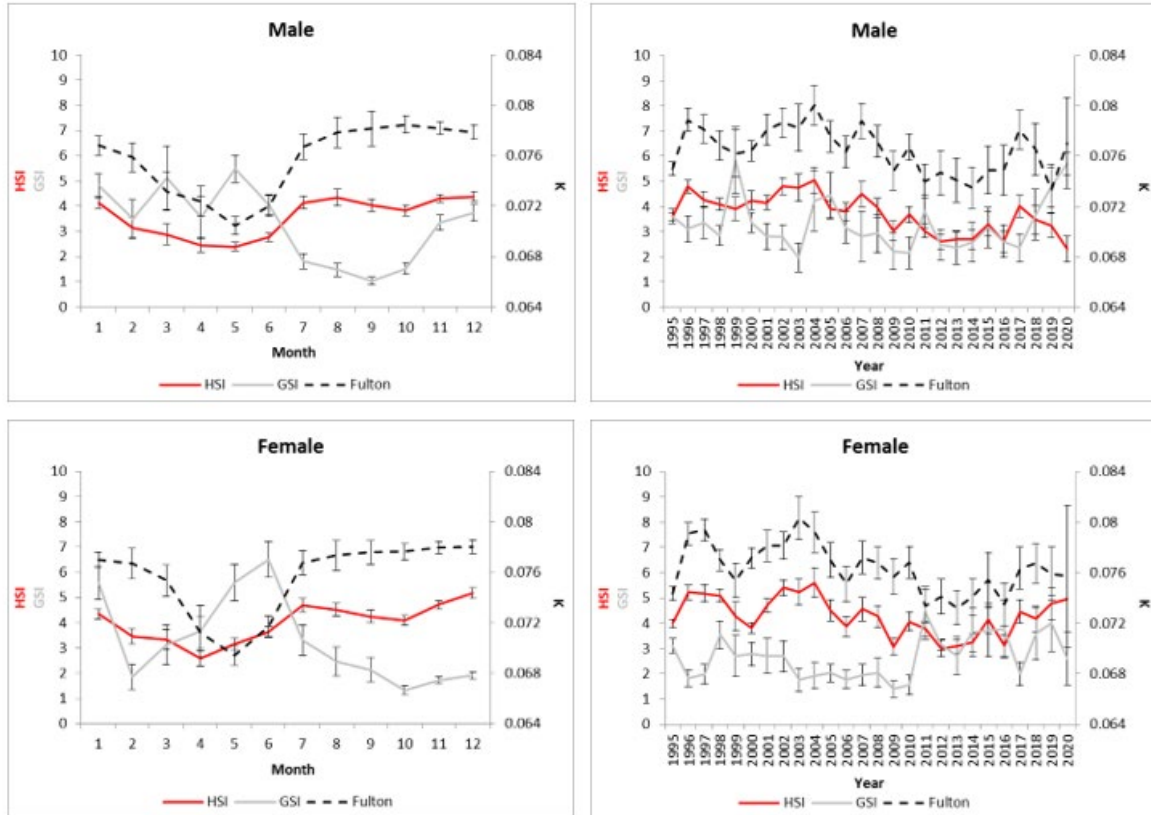 Male
10
9
8
7
6
5
4
3
2
1
0
HSI
GSI
0.084
0.08
0.076
0.072
0.068
0.064
K
1 2 3 4 5 6 7 8 9 10 11 12
Month
HSI GSI Fulton
Male
10
9
8
7
6
5
4
3
2
1
0
HSI
GSI
0.084
0.08
0.076
0.072
0.068
0.064
K
1995 1996 1997 1998 1999 2000 2001 2002 2003 2004 2005 2006 2007 2008 2009 2010 2011 2012 2013 2014 2015 2016 2017 2018 2019 2020
Year
HSI GSI Fulton
Female
10
9
8
7
6
5
4
3
2
1
0
HSI
GSI
0.084
0.08
0.076
0.072
0.068
0.064
K
1 2 3 4 5 6 7 8 9 10 11 12
Month
HSI GSI Fulton
Female
10
9
8
7
6
5
4
3
2
1
0
HSI
GSI
0.084
0.08
0.076
0.072
0.068
0.064
K
1995 1996 1997 1998 1999 2000 2001 2002 2003 2004 2005 2006 2007 2008 2009 2010 2011 2012 2013 2014 2015 2016 2017 2018 2019 2020
Year
HSI GSI Fulton